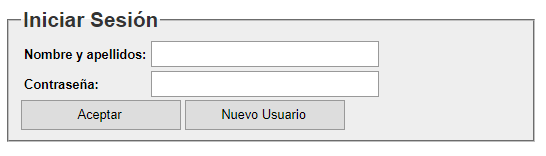 Iniciar Sesión
Nombre y apellidos:
Contraseña:
Aceptar Nuevo Usuario